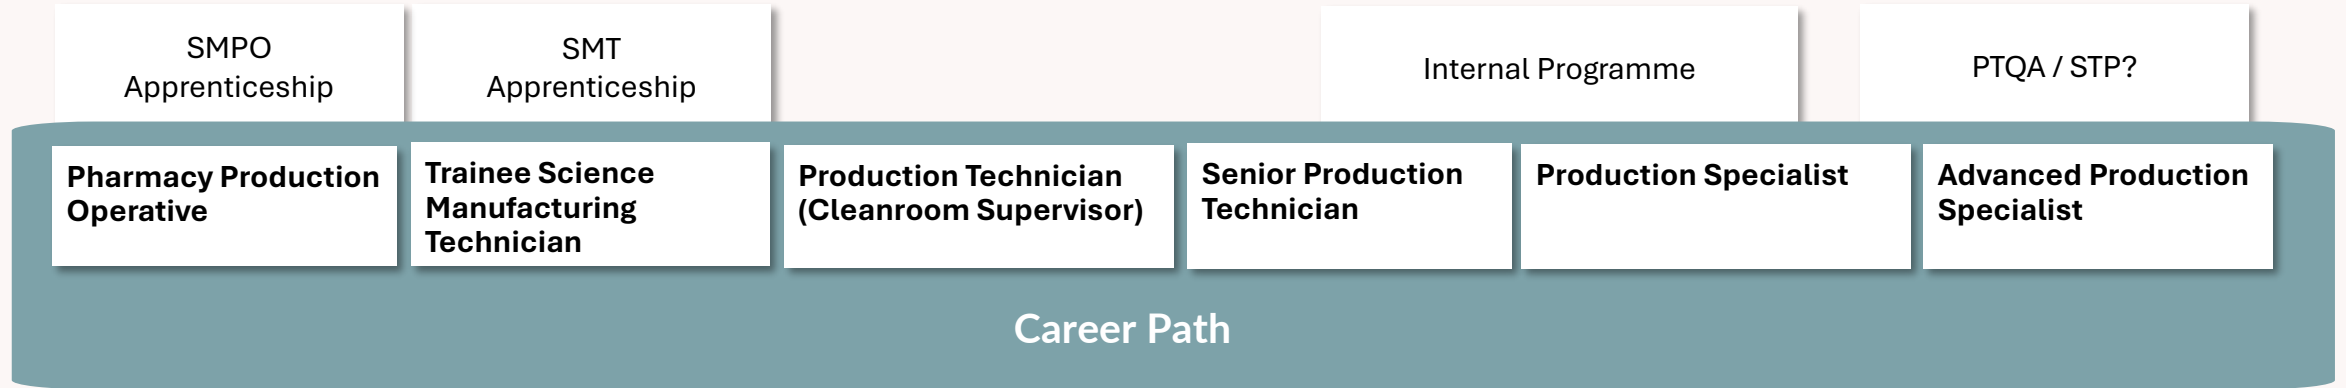 SMPO
Apprenticeship
SMT
Apprenticeship
Internal Programme
PTQA / STP?
Pharmacy Production
Operative
Trainee Science
Manufacturing
Technician
Production Technician
(Cleanroom Supervisor)
Senior Production
Technician
Production Specialist
Advanced Production
Specialist
Career Path